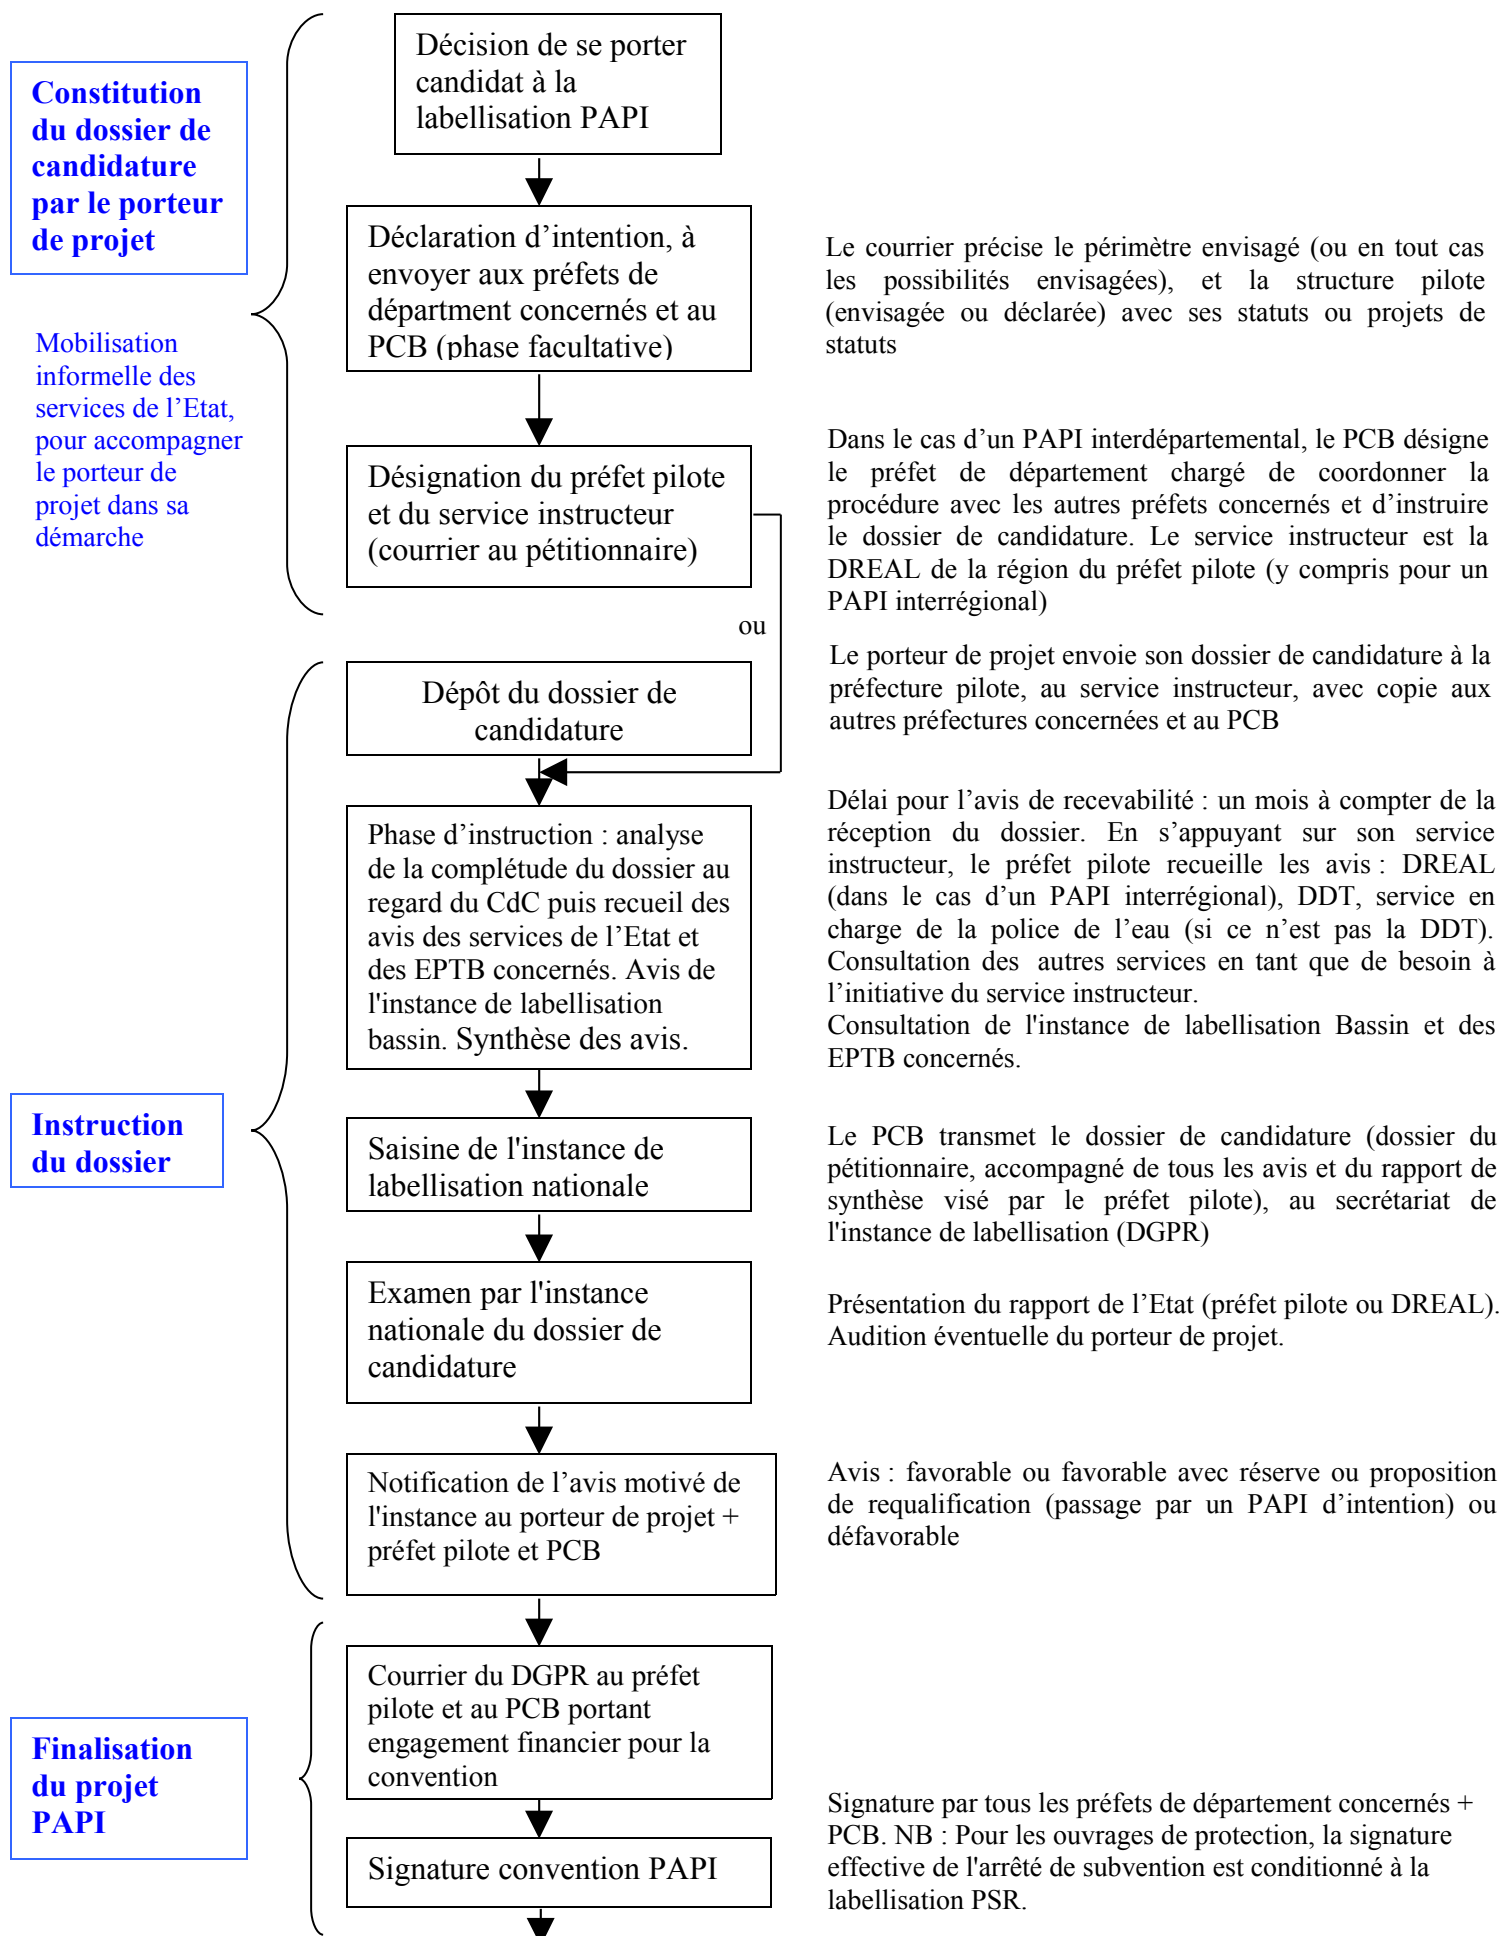 Décision de se porter
candidat à la
labellisation PAPI
Constitution
du dossier de
candidature
par le porteur
de projet
Déclaration d’intention, à
envoyer aux préfets de
départment concernés et au
PCB (phase facultative)
Le courrier précise le périmètre envisagé (ou en tout cas
les possibilités envisagées), et la structure pilote
(envisagée ou déclarée) avec ses statuts ou projets de
statuts
Mobilisation
informelle des
services de l’Etat,
pour accompagner
le porteur de
projet dans sa
démarche
Désignation du préfet pilote
et du service instructeur
(courrier au pétitionnaire)
Dans le cas d’un PAPI interdépartemental, le PCB désigne
le préfet de département chargé de coordonner la
procédure avec les autres préfets concernés et d’instruire
le dossier de candidature. Le service instructeur est la
DREAL de la région du préfet pilote (y compris pour un
PAPI interrégional)
ou
Dépôt du dossier de
candidature
Le porteur de projet envoie son dossier de candidature à la
préfecture pilote, au service instructeur, avec copie aux
autres préfectures concernées et au PCB
Phase d’instruction : analyse
de la complétude du dossier au
regard du CdC puis recueil des
avis des services de l’Etat et
des EPTB concernés. Avis de
l'instance de labellisation
bassin. Synthèse des avis.
Délai pour l’avis de recevabilité : un mois à compter de la
réception du dossier. En s’appuyant sur son service
instructeur, le préfet pilote recueille les avis : DREAL
(dans le cas d’un PAPI interrégional), DDT, service en
charge de la police de l’eau (si ce n’est pas la DDT).
Consultation des autres services en tant que de besoin à
l’initiative du service instructeur.
Consultation de l'instance de labellisation Bassin et des
EPTB concernés.
Instruction
du dossier
Saisine de l'instance de
labellisation nationale
Le PCB transmet le dossier de candidature (dossier du
pétitionnaire, accompagné de tous les avis et du rapport de
synthèse visé par le préfet pilote), au secrétariat de
l'instance de labellisation (DGPR)
Examen par l'instance
nationale du dossier de
candidature
Présentation du rapport de l’Etat (préfet pilote ou DREAL).
Audition éventuelle du porteur de projet.
Notification de l’avis motivé de
l'instance au porteur de projet +
préfet pilote et PCB
Avis : favorable ou favorable avec réserve ou proposition
de requalification (passage par un PAPI d’intention) ou
défavorable
Courrier du DGPR au préfet
pilote et au PCB portant
engagement financier pour la
convention
Finalisation
du projet
PAPI
Signature convention PAPI
Signature par tous les préfets de département concernés +
PCB. NB : Pour les ouvrages de protection, la signature
effective de l'arrêté de subvention est conditionné à la
labellisation PSR.